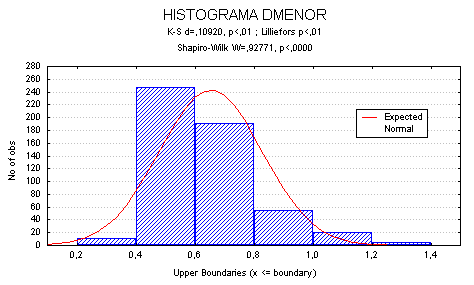 HISTOGRAMA DMENOR
K-S d=,10920, p<,01 ; Lilliefors p<,01
Shapiro-Wilk W=,92771, p<,0000
No of obs
280
260
240
220
200
180
160
140
120
100
80
60
40
20
0
Expected
Normal
0,2 0,4 0,6 0,8 1,0 1,2 1,4
Upper Boundaries (x <= boundary)